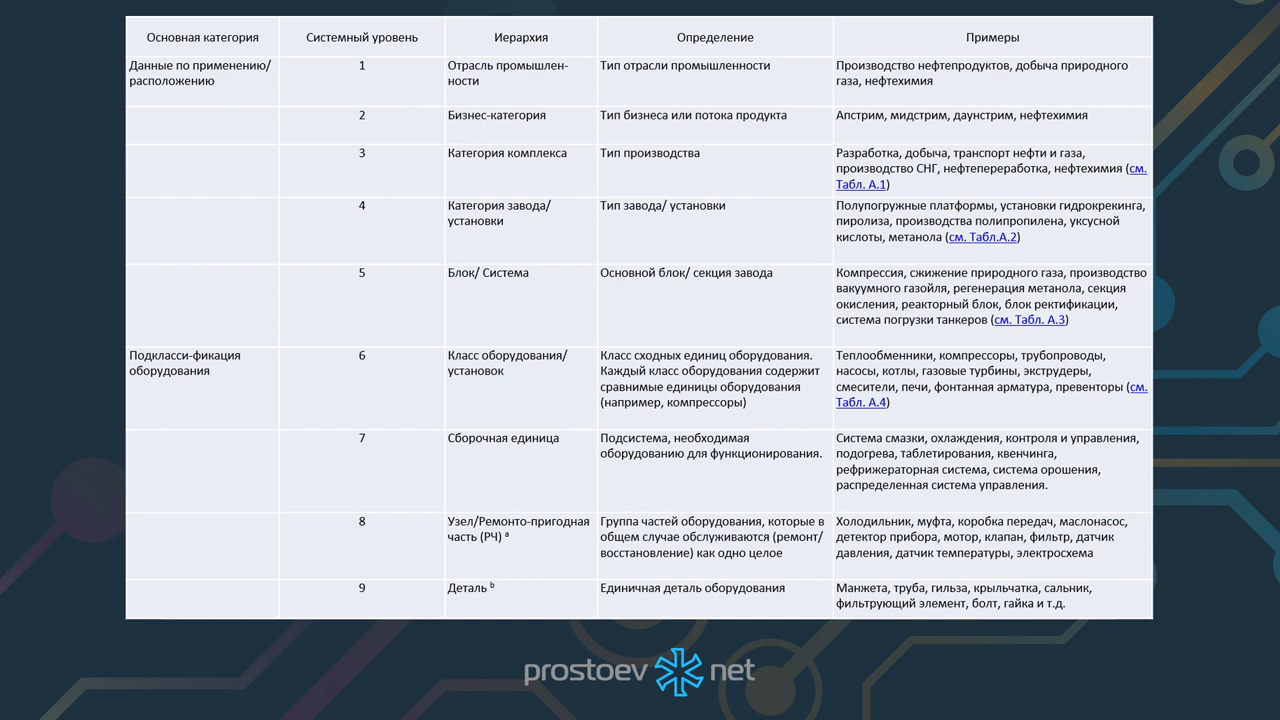 Основная категория
Системный уровень
Иерархия
Определение
Примеры
Данные по применению/
расположению
1
Отрасль промышлен-
ности
Тип отрасли промышленности
Производство нефтепродуктов, добыча природного
газа, нефтехимия
2
Бизнес-категория
Тип бизнеса или потока продукта
Апстрим, мидстрим, даунстрим, нефтехимия
3
Категория комплекса
Тип производства
Разработка, добыча, транспорт нефти и газа,
производство СНГ, нефтепереработка, нефтехимия (см.
Табл. А.1)
4
Категория завода/
установки
Тип завода/ установки
Полупогружные платформы, установки гидрокрекинга,
пиролиза, производства полипропилена, уксусной
кислоты, метанола (см. Табл.А.2)
5
Блок/ Система
Основной блок/ секция завода
Компрессия, сжижение природного газа, производство
вакуумного газойля, регенерация метанола, секция
окисления, реакторный блок, блок ректификации,
система погрузки танкеров (см. Табл. А.3)
Подкласси-фикация
оборудования
6
Класс оборудования/
установок
Класс сходных единиц оборудования.
Каждый класс оборудования содержит
сравнимые единицы оборудования
(например, компрессоры)
Теплообменники, компрессоры, трубопроводы,
насосы, котлы, газовые турбины, экструдеры,
смесители, печи, фонтанная арматура, превенторы (см.
Табл. А.4)
7
Сборочная единица
Подсистема, необходимая
оборудованию для функционирования.
Система смазки, охлаждения, контроля и управления,
подогрева, таблетирования, квенчинга,
рефрижераторная система, система орошения,
распределенная система управления.
8
Узел/Ремонто-пригодная
часть (РЧ) ᵃ
Группа частей оборудования, которые в
общем случае обслуживаются (ремонт/
восстановление) как одно целое
Холодильник, муфта, коробка передач, маслонасос,
детектор прибора, мотор, клапан, фильтр, датчик
давления, датчик температуры, электросхема
9
Деталь ᵇ
Единичная деталь оборудования
Манжета, труба, гильза, крыльчатка, сальник,
фильтрующий элемент, болт, гайка и т.д.
prostoev net